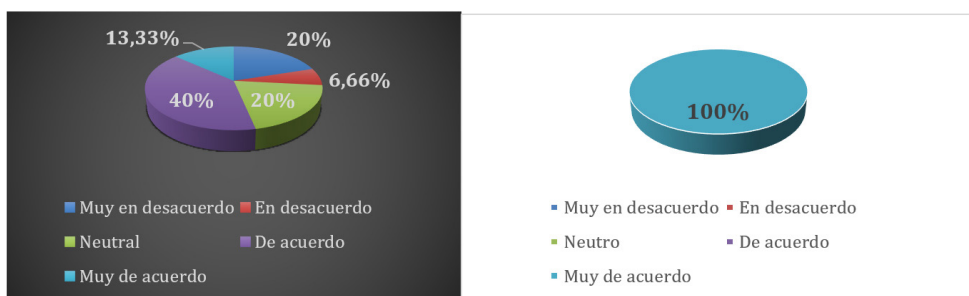 13,33% 20%
6,66%
40% 20%
Muy en desacuerdo En desacuerdo
Neutral De acuerdo
Muy de acuerdo
100%
Muy en desacuerdo En desacuerdo
Neutro De acuerdo
Muy de acuerdo